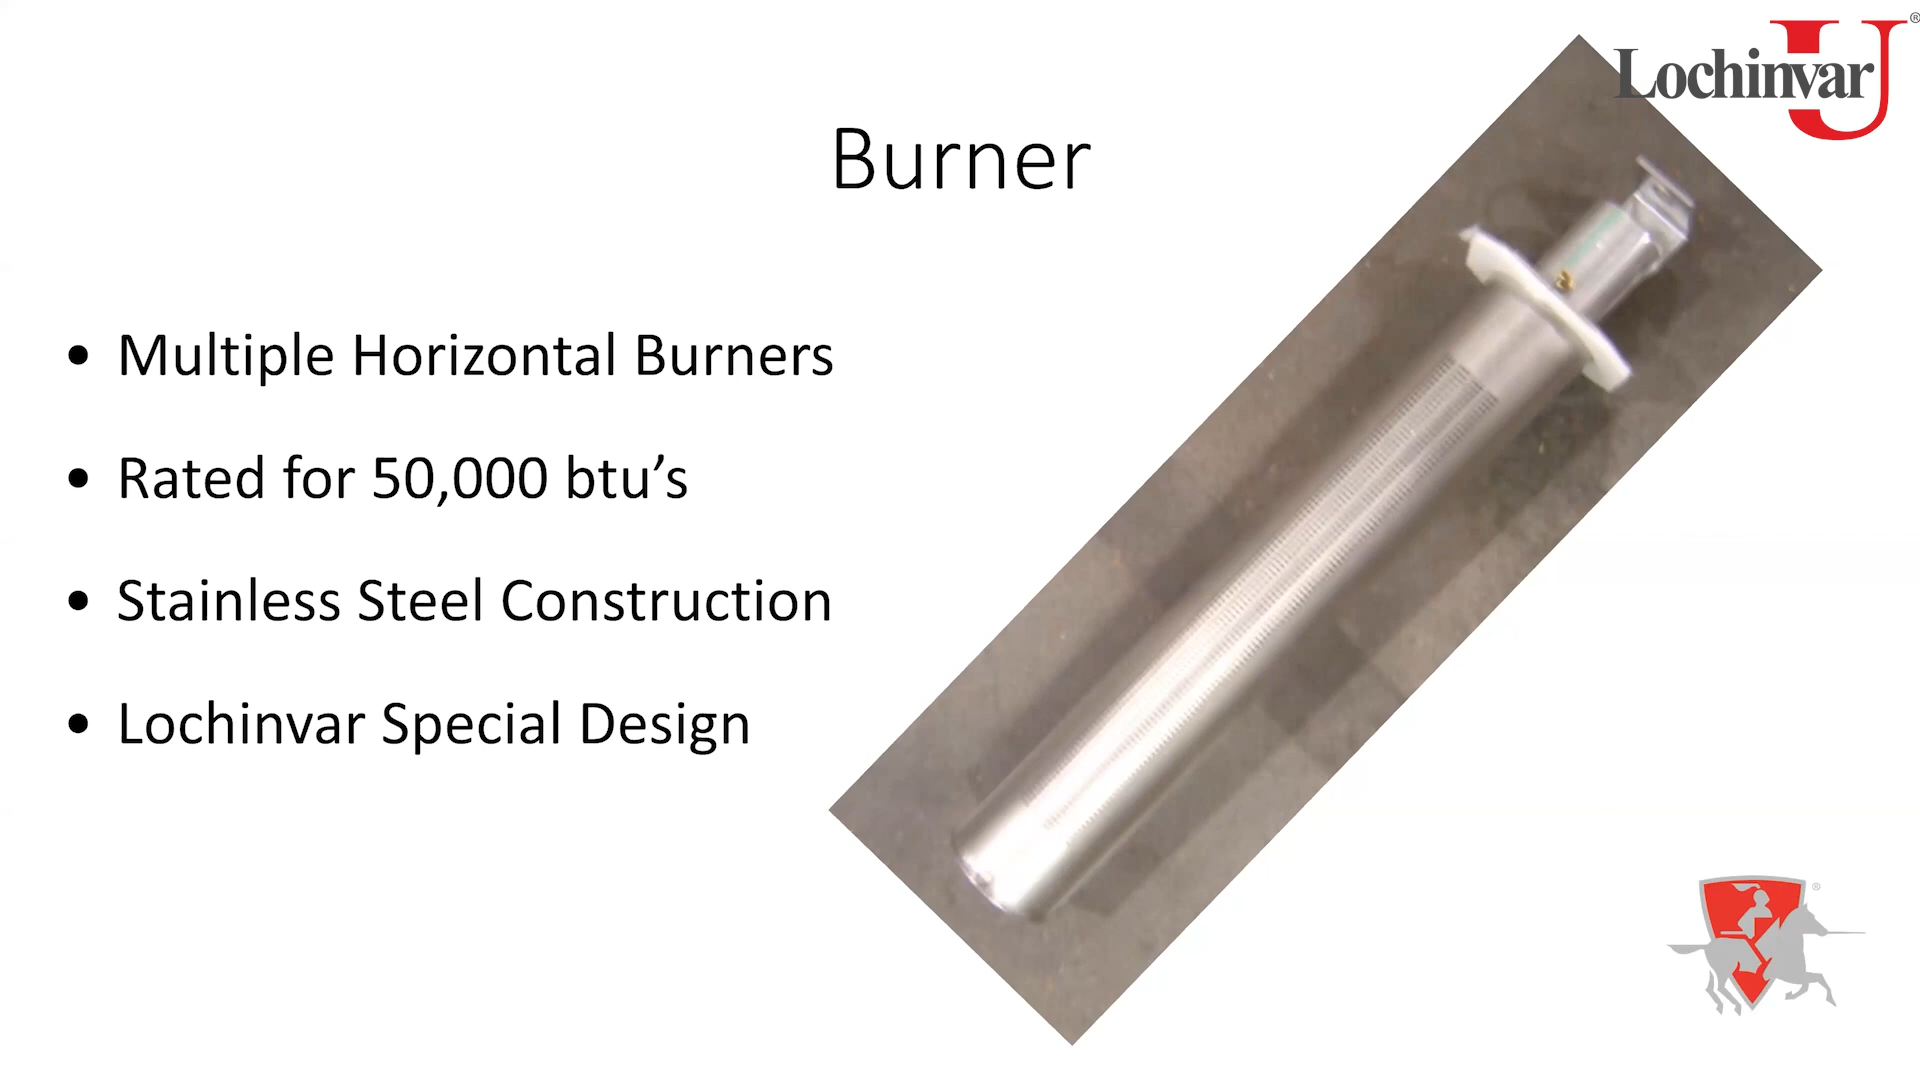 Lochinvar U®
Burner
• Multiple Horizontal Burners
• Rated for 50,000 btu’s
• Stainless Steel Construction
• Lochinvar Special Design
®